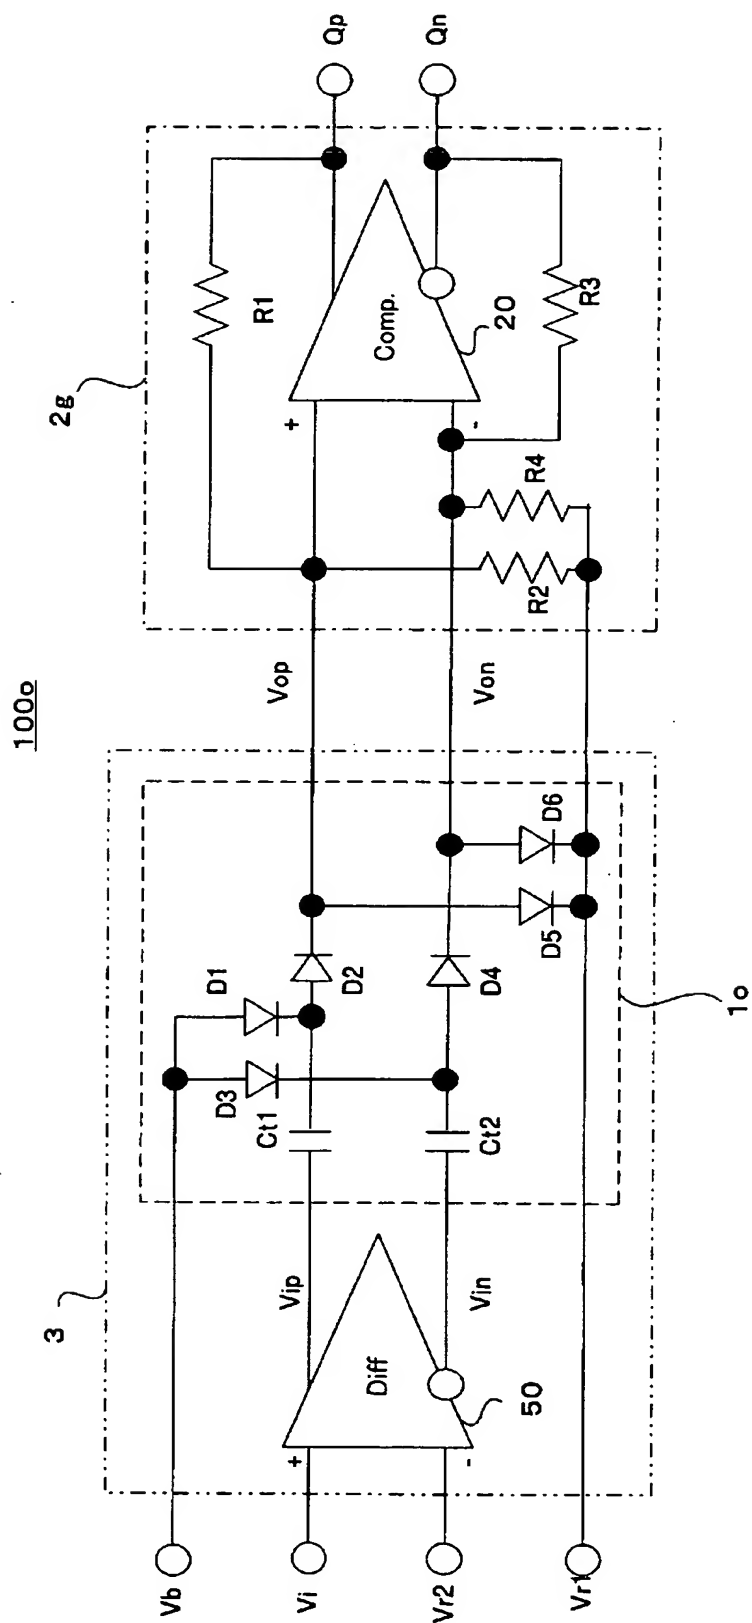 100o
3
2g
Vb
Vi
Vr2
Vr1
+
-
Diff
50
Vip
Vin
Ct1
Ct2
D3
D1
D2
D4
D5
D6
1o
Vop
Von
R1
R2
R4
+
-
Comp.
20
R3
Qp
Qn